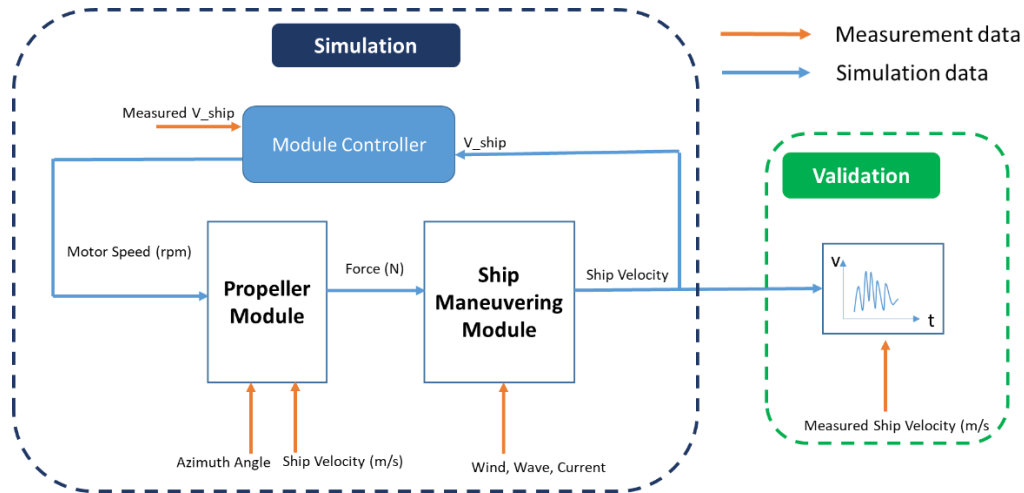 Simulation
Measurement data
Simulation data
Measured V_ship
Module Controller
V_ship
Validation
Motor Speed (rpm)
Propeller
Module
Force (N)
Ship
Maneuvering
Module
Ship Velocity
v
t
Azimuth Angle
Ship Velocity (m/s)
Wind, Wave, Current
Measured Ship Velocity (m/s